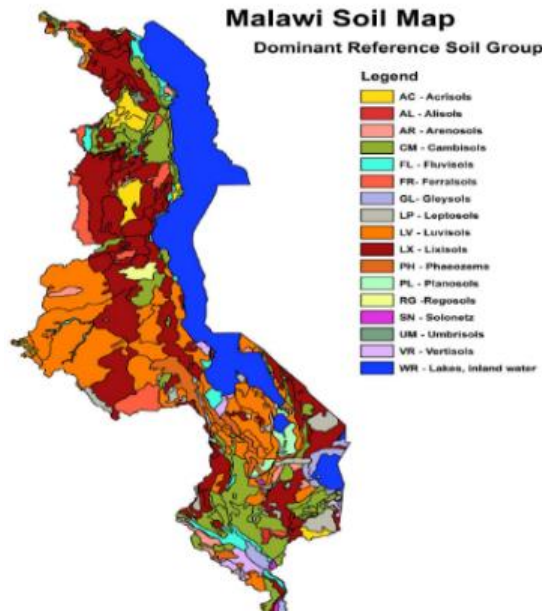 Malawi Soil Map
Dominant Reference Soil Group
Legend
AC - Acrisols
AL - Alisols
AR - Arenosols
CM - Cambisols
FL - Fluvisols
FR- Ferralsols
GL- Gleysols
LP - Leptosols
LV - Luvisols
LX - Lixisols
PH - Phaeozems
PL - Planosols
RG -Regosols
SN - Solonetz
UM - Umbrisols
VR - Vertisols
WR - Lakes, inland water